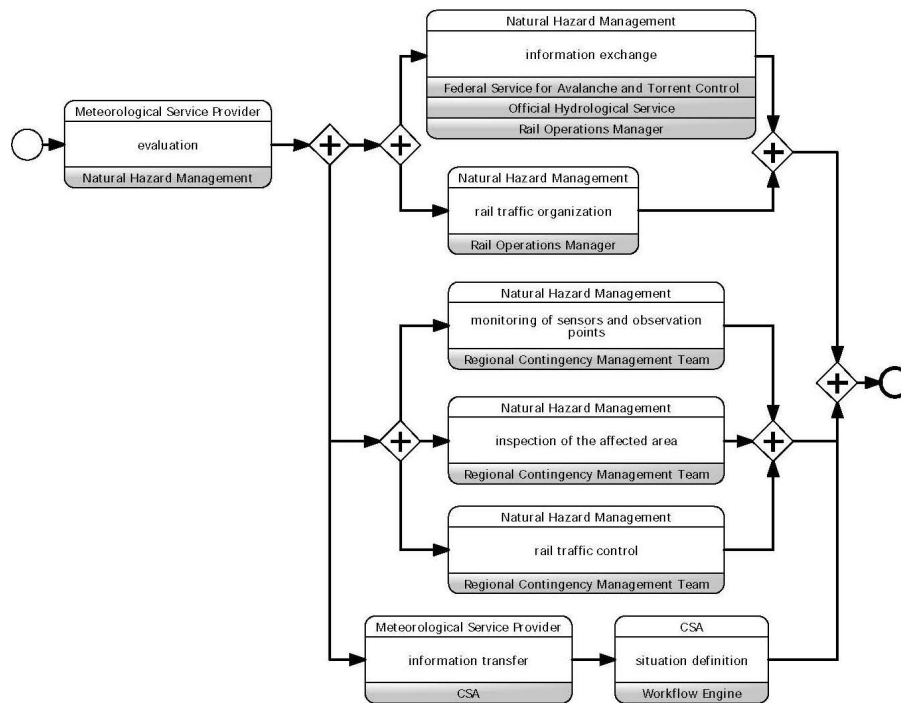 Natural Hazard Management
information exchange
Federal Service for Avalanche and Torrent Control
Official Hydrological Service
Rail Operations Manager
Meteorological Service Provider
evaluation
Natural Hazard Management
Natural Hazard Management
rail traffic organization
Rail Operations Manager
Natural Hazard Management
monitoring of sensors and observation
points
Regional Contingency Management Team
Natural Hazard Management
inspection of the affected area
Regional Contingency Management Team
Natural Hazard Management
rail traffic control
Regional Contingency Management Team
Meteorological Service Provider
information transfer
CSA
CSA
situation definition
Workflow Engine